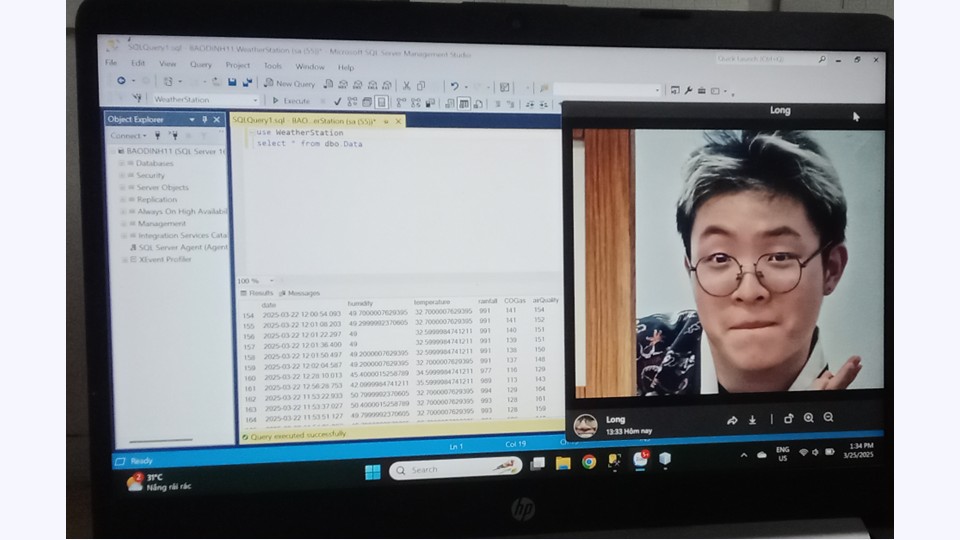 SQLQuery1.sql - BAODINH11.WeatherStation (sa (55))* - Microsoft SQL Server Management Studio
Quick Launch (Ctrl+Q)
File Edit View Query Project Tools Window Help
New Query
WeatherStation
Execute
Object Explorer
SQLQuery1.sql - BAO...erStation (sa (55))*
Connect
use WeatherStation
select * from dbo.Data
BAODINH11 (SQL Server 16
Databases
Security
Server Objects
Replication
Always On High Availabil
Management
Integration Services Cata
SQL Server Agent (Agent
XEvent Profiler
100 %
Results Messages
date humidity temperature rainfall COGas airQuality
154 2025-03-22 12:00:54.093 49.7000007629395 32.7000007629395 991 141 154
155 2025-03-22 12:01:08.203 49.2999992370605 32.7000007629395 991 141 152
156 2025-03-22 12:01:22.297 49 32.5999984741211 991 140 151
157 2025-03-22 12:01:36.400 49 32.5999984741211 991 139 151
158 2025-03-22 12:01:50.497 49.2000007629395 32.5999984741211 991 138 150
159 2025-03-22 12:02:04.587 49.2000007629395 32.7000007629395 991 137 148
160 2025-03-22 12:28:10.013 45.4000015258789 34.5999984741211 977 118 129
161 2025-03-22 12:56:28.753 42.0999984741211 35.5999984741211 989 113 143
162 2025-03-22 11:53:22.933 50.7999992370605 32.7000007629395 994 129 164
163 2025-03-22 11:53:37.027 50.4000015258789 32.7000007629395 993 128 161
164 2025-03-22 11:53:51.127 49.7999992370605 32.7000007629395 993 128 159
Query executed successfully
Ln 1 Col 19
Ready
Long
Long
13:33 Hôm nay
2
31°C
Nắng rải rác
Search
5+
ENG
US
1:34 PM
3/25/2025
hp